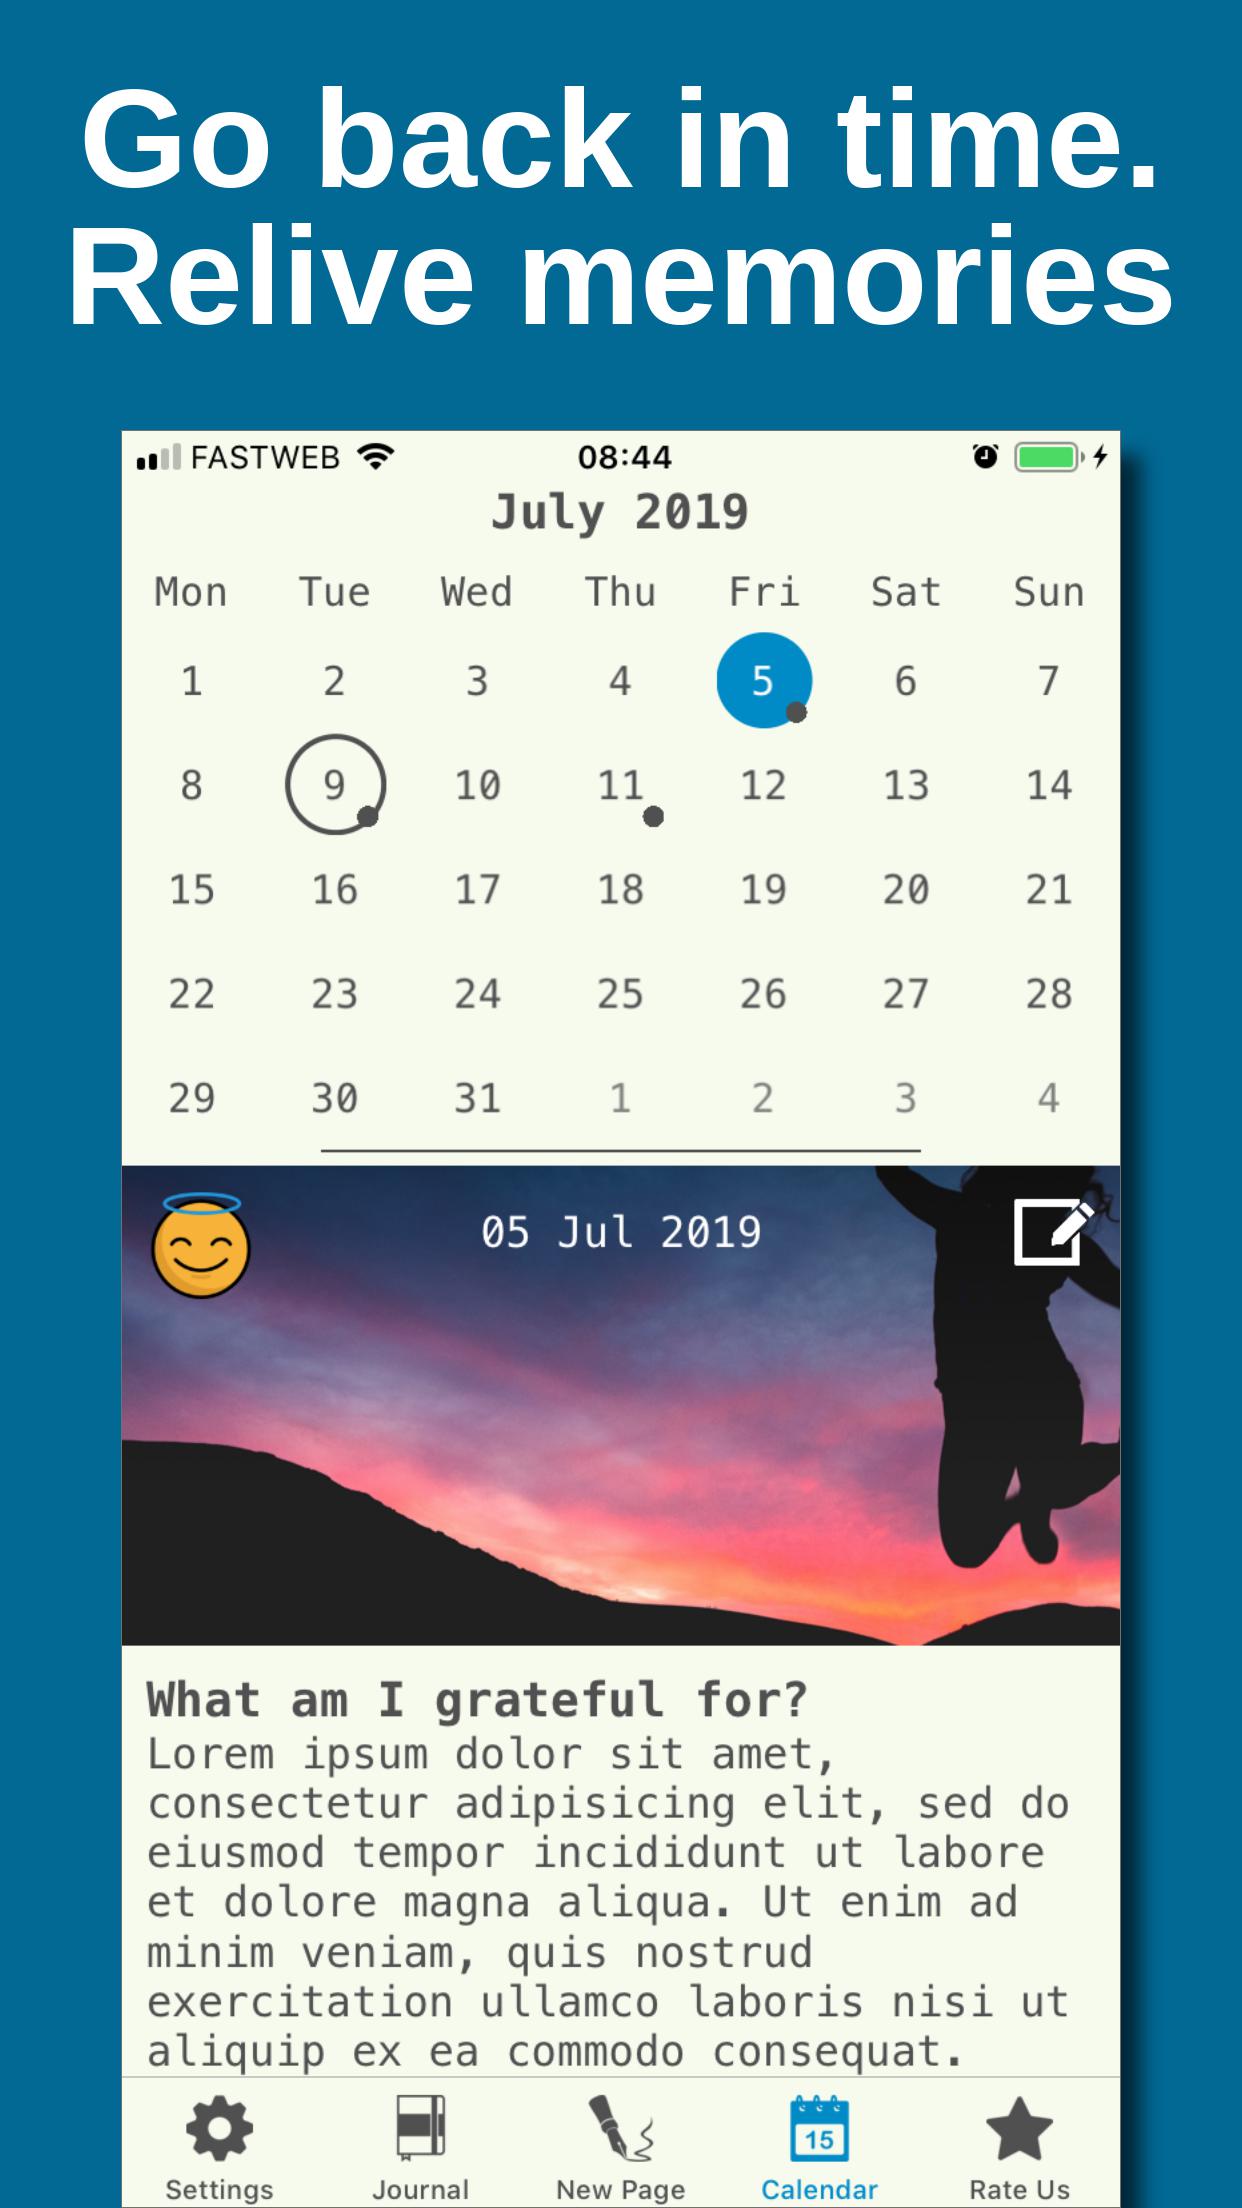 Go back in time.
Relive memories
FASTWEB 08:44
July 2019
Mon Tue Wed Thu Fri Sat Sun
1 2 3 4 5 6 7
8 9 10 11 12 13 14
15 16 17 18 19 20 21
22 23 24 25 26 27 28
29 30 31 1 2 3 4
05 Jul 2019
What am I grateful for?
Lorem ipsum dolor sit amet,
consectetur adipisicing elit, sed do
eiusmod tempor incididunt ut labore
et dolore magna aliqua. Ut enim ad
minim veniam, quis nostrud
exercitation ullamco laboris nisi ut
aliquip ex ea commodo consequat.
15
Settings Journal New Page Calendar Rate Us